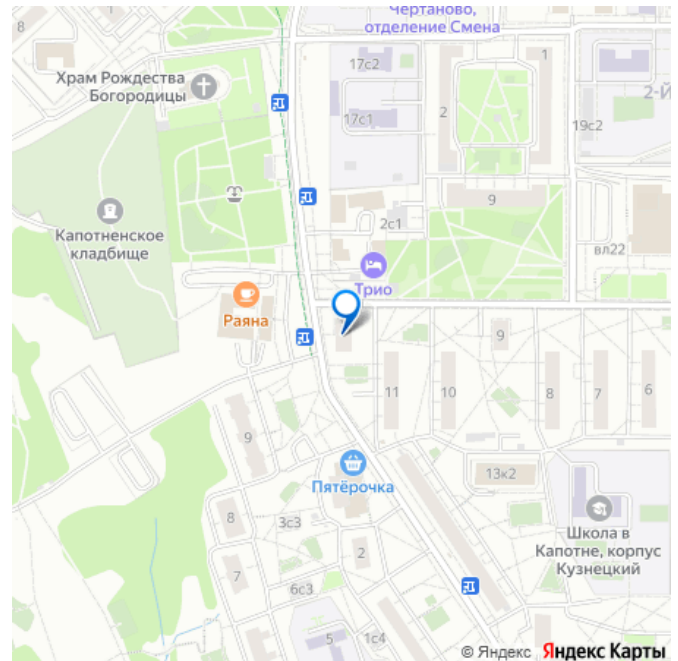 Чертаново,
отделение Смена
8
17с2
1
Храм Рождества
Богородицы
2-й
17с1
2
19с2
9
2с1
Капотненское
кладбище
вл22
Трио
Раяна
9
11
10
8
7
6
9
Пятёрочка
13к2
8
3с3
Школа в
Капотне, корпус
Кузнецкий
2
7
6с3
5
1с4
© Яндекс Яндекс Карты